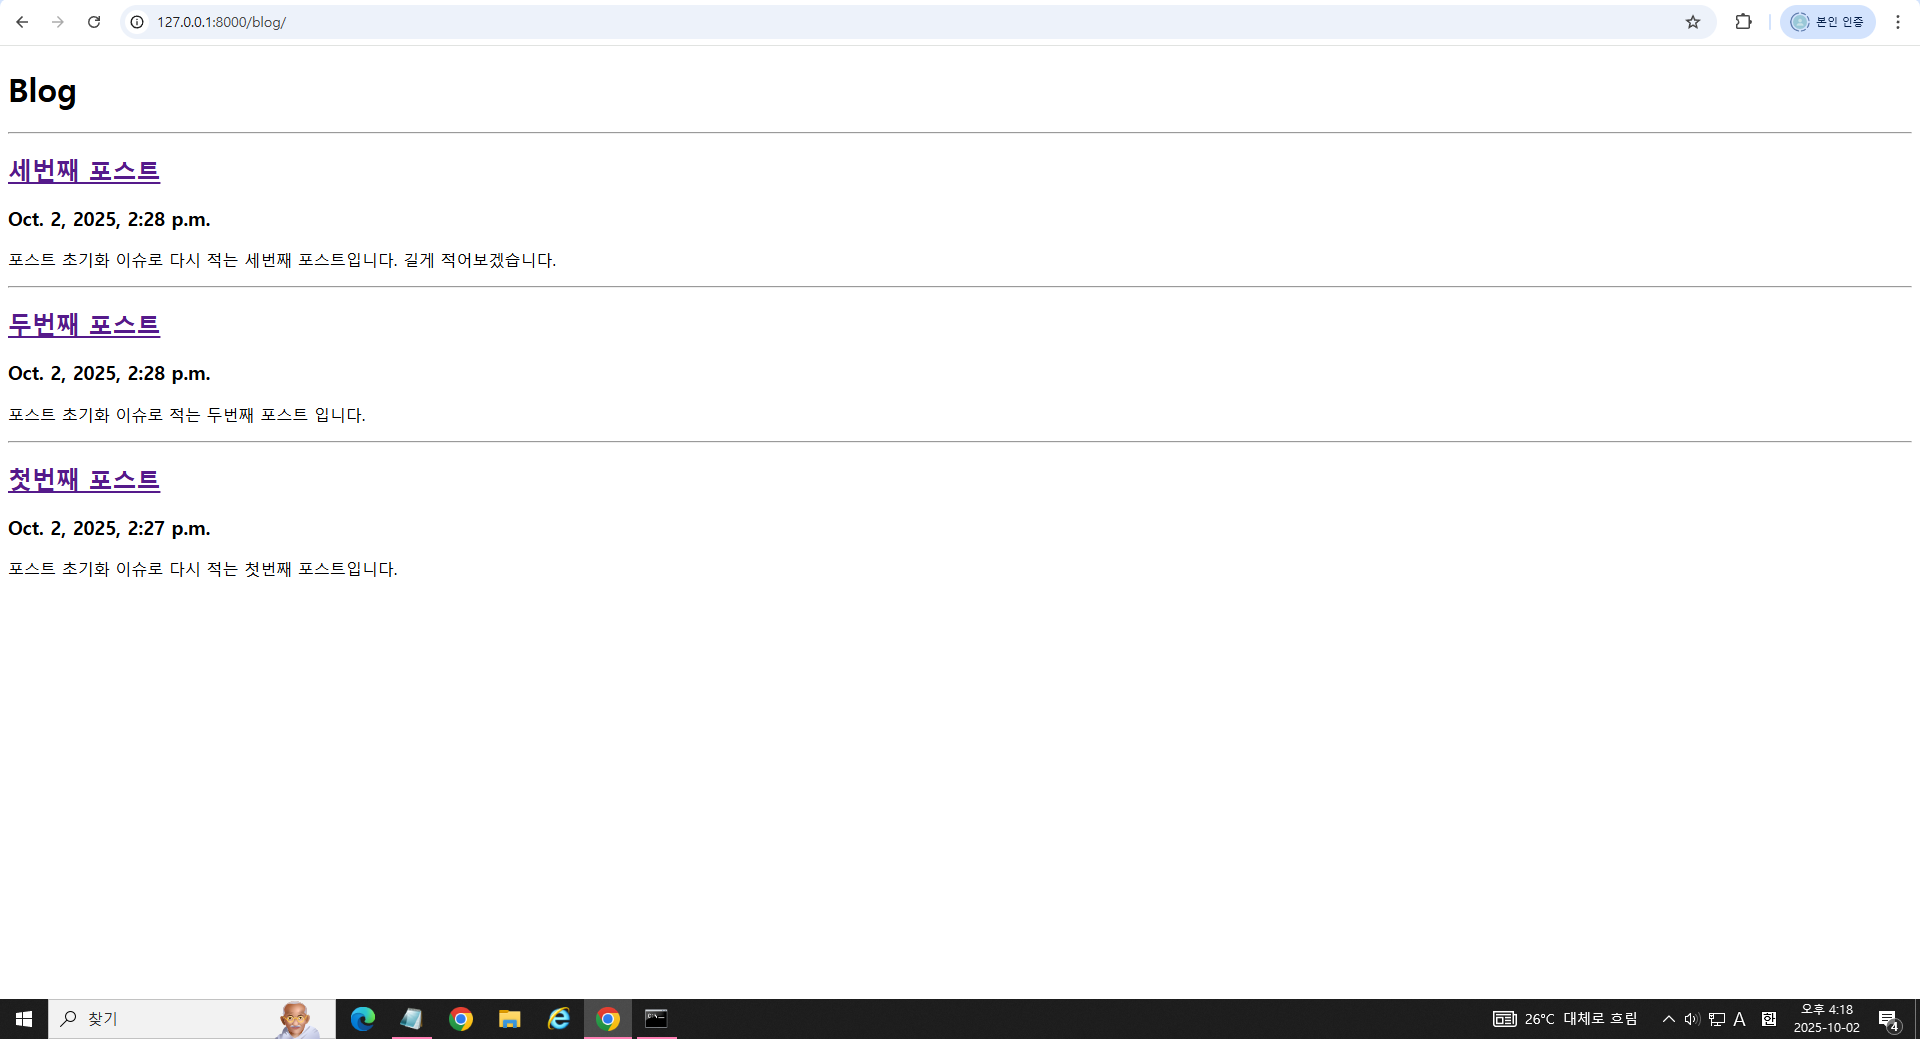 127.0.0.1:8000/blog/
본인 인증
Blog
세번째 포스트
Oct. 2, 2025, 2:28 p.m.
포스트 초기화 이슈로 다시 적는 세번째 포스트입니다. 길게 적어보겠습니다.
두번째 포스트
Oct. 2, 2025, 2:28 p.m.
포스트 초기화 이슈로 적는 두번째 포스트 입니다.
첫번째 포스트
Oct. 2, 2025, 2:27 p.m.
포스트 초기화 이슈로 다시 적는 첫번째 포스트입니다.
찾기
26°C 대체로 흐림
A
한
오후 4:18
2025-10-02
4